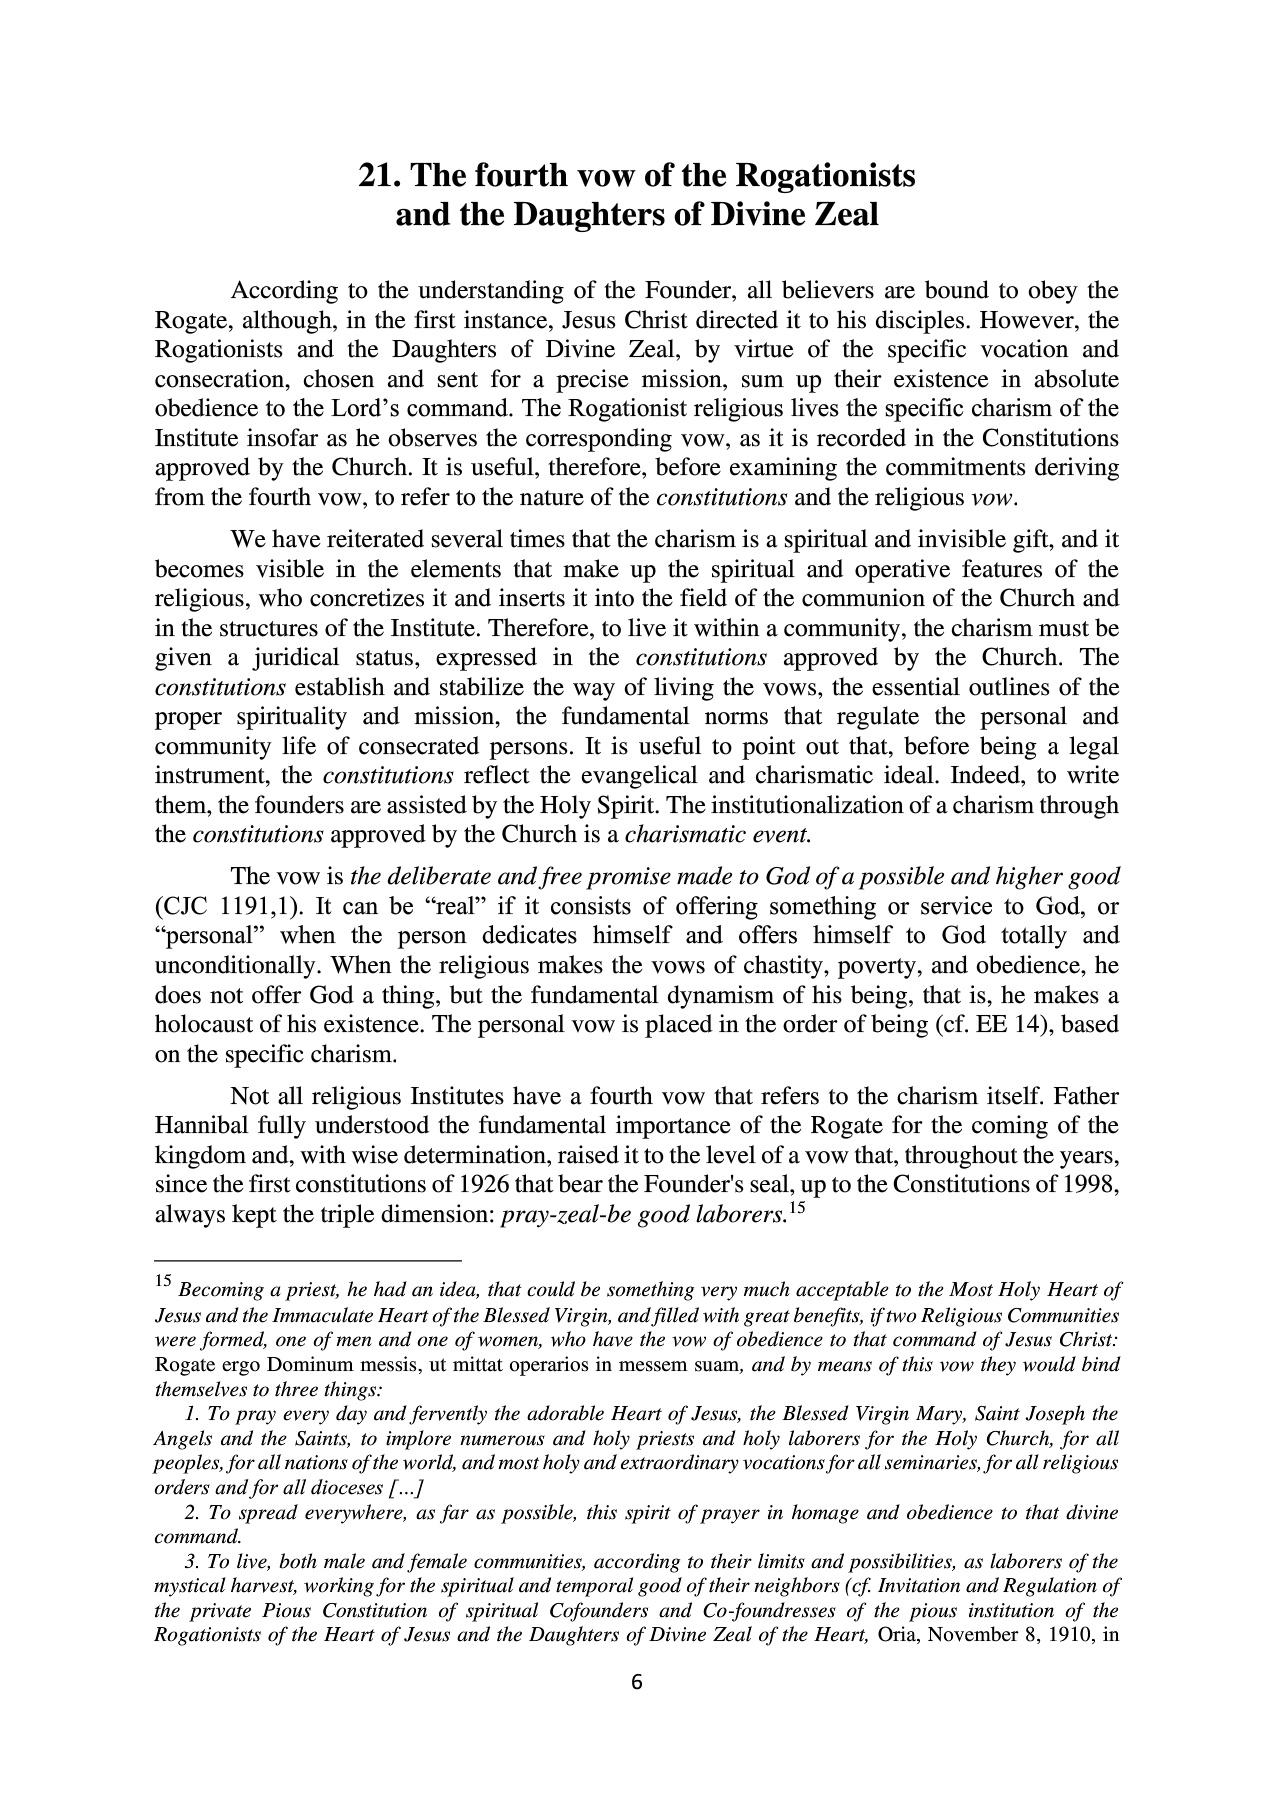 21. The fourth vow of the Rogationists
and the Daughters of Divine Zeal
According to the understanding of the Founder, all believers are bound to obey the
Rogate, although, in the first instance, Jesus Christ directed it to his disciples. However, the
Rogationists and the Daughters of Divine Zeal, by virtue of the specific vocation and
consecration, chosen and sent for a precise mission, sum up their existence in absolute
obedience to the Lord’s command. The Rogationist religious lives the specific charism of the
Institute insofar as he observes the corresponding vow, as it is recorded in the Constitutions
approved by the Church. It is useful, therefore, before examining the commitments deriving
from the fourth vow, to refer to the nature of the constitutions and the religious vow.
We have reiterated several times that the charism is a spiritual and invisible gift, and it
becomes visible in the elements that make up the spiritual and operative features of the
religious, who concretizes it and inserts it into the field of the communion of the Church and
in the structures of the Institute. Therefore, to live it within a community, the charism must be
given a juridical status, expressed in the constitutions approved by the Church. The
constitutions establish and stabilize the way of living the vows, the essential outlines of the
proper spirituality and mission, the fundamental norms that regulate the personal and
community life of consecrated persons. It is useful to point out that, before being a legal
instrument, the constitutions reflect the evangelical and charismatic ideal. Indeed, to write
them, the founders are assisted by the Holy Spirit. The institutionalization of a charism through
the constitutions approved by the Church is a charismatic event.
The vow is the deliberate and free promise made to God of a possible and higher good
(CJC 1191,1). It can be “real” if it consists of offering something or service to God, or
“personal” when the person dedicates himself and offers himself to God totally and
unconditionally. When the religious makes the vows of chastity, poverty, and obedience, he
does not offer God a thing, but the fundamental dynamism of his being, that is, he makes a
holocaust of his existence. The personal vow is placed in the order of being (cf. EE 14), based
on the specific charism.
Not all religious Institutes have a fourth vow that refers to the charism itself. Father
Hannibal fully understood the fundamental importance of the Rogate for the coming of the
kingdom and, with wise determination, raised it to the level of a vow that, throughout the years,
since the first constitutions of 1926 that bear the Founder's seal, up to the Constitutions of 1998,
always kept the triple dimension: pray-zeal-be good laborers.15
15 Becoming a priest, he had an idea, that could be something very much acceptable to the Most Holy Heart of
Jesus and the Immaculate Heart of the Blessed Virgin, and filled with great benefits, if two Religious Communities
were formed, one of men and one of women, who have the vow of obedience to that command of Jesus Christ:
Rogate ergo Dominum messis, ut mittat operarios in messem suam, and by means of this vow they would bind
themselves to three things:
1. To pray every day and fervently the adorable Heart of Jesus, the Blessed Virgin Mary, Saint Joseph the
Angels and the Saints, to implore numerous and holy priests and holy laborers for the Holy Church, for all
peoples, for all nations of the world, and most holy and extraordinary vocations for all seminaries, for all religious
orders and for all dioceses [...]
2. To spread everywhere, as far as possible, this spirit of prayer in homage and obedience to that divine
command.
3. To live, both male and female communities, according to their limits and possibilities, as laborers of the
mystical harvest, working for the spiritual and temporal good of their neighbors (cf. Invitation and Regulation of
the private Pious Constitution of spiritual Cofounders and Co-foundresses of the pious institution of the
Rogationists of the Heart of Jesus and the Daughters of Divine Zeal of the Heart, Oria, November 8, 1910, in
6